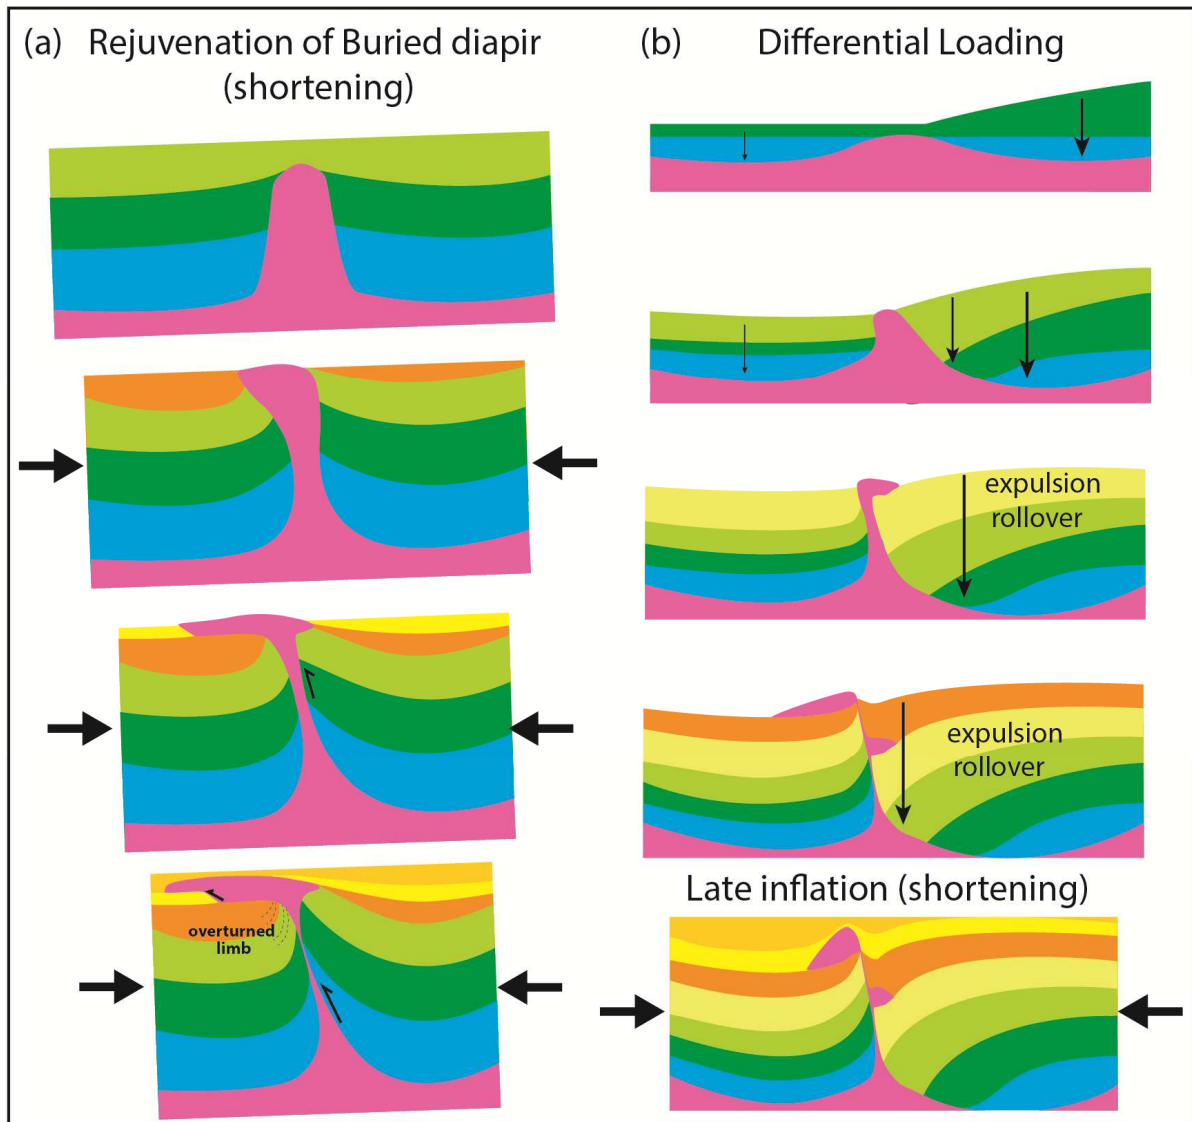 (a) Rejuvenation of Buried diapir
(shortening)
overturned
limb
(b) Differential Loading
expulsion
rollover
expulsion
rollover
Late inflation (shortening)